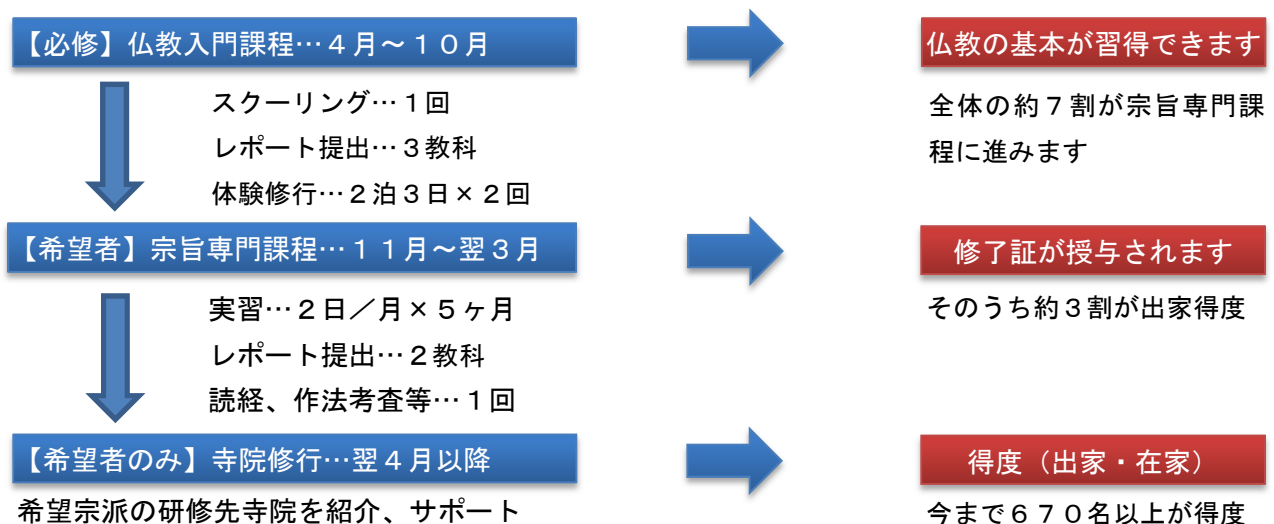 【必修】仏教入門課程…４月～１０月
仏教の基本が習得できます
スクーリング…１回
レポート提出…３教科
体験修行…２泊３日×２回
全体の約７割が宗旨専門課
程に進みます
【希望者】宗旨専門課程…１１月～翌３月
修了証が授与されます
実習…２日／月×５ヶ月
レポート提出…２教科
読経、作法考査等…１回
そのうち約３割が出家得度
【希望者のみ】寺院修行…翌４月以降
得度（出家・在家）
希望宗派の研修先寺院を紹介、サポート
今まで６７０名以上が得度